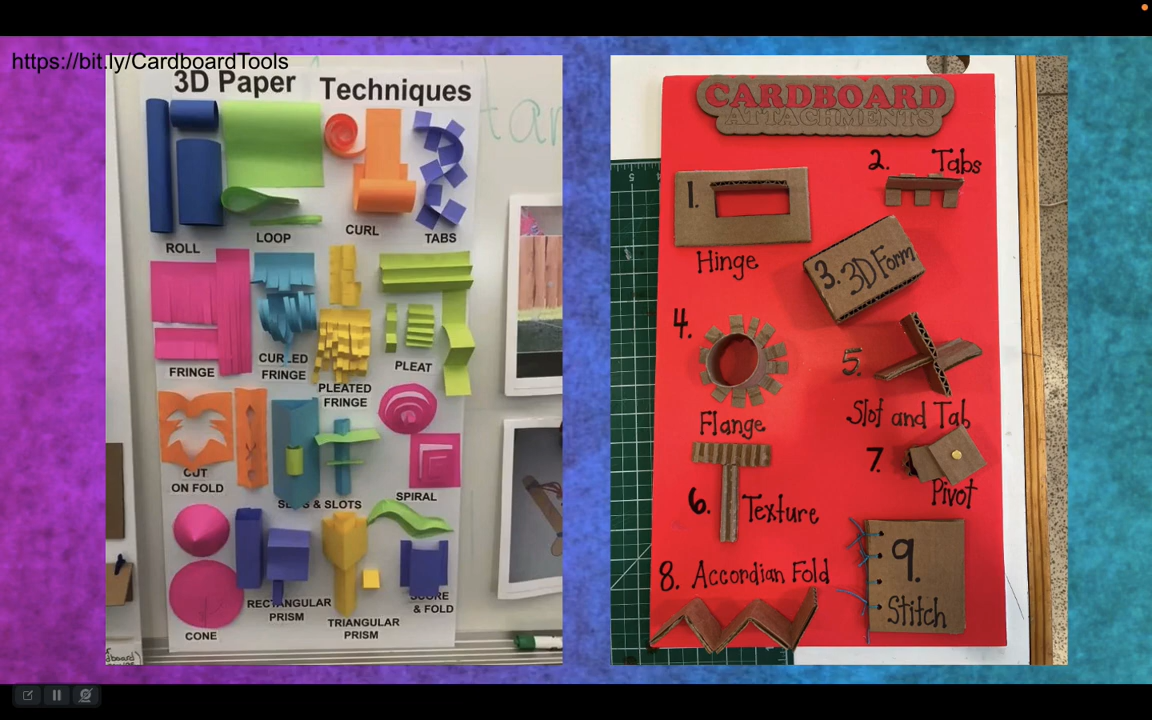 https://bit.ly/CardboardTools
3D Paper Techniques
ROLL
LOOP
CURL
TABS
FRINGE
CURLED
FRINGE
PLEATED
FRINGE
PLEAT
CUT
ON FOLD
& SLOTS
SPIRAL
CONE
RECTANGULAR
PRISM
TRIANGULAR
PRISM
SCORE
& FOLD
CARDBOARD
ATTACHMENTS
1.
Hinge
2. Tabs
3. 3D Form
4.
Flange
5.
Slot and Tab
6. Texture
7.
Pivot
8. Accordian Fold
9.
Stitch